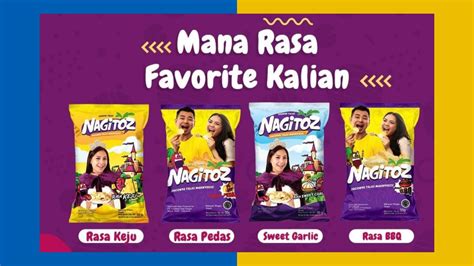 Mana Rasa
Favorite Kalian
NAGITOZ
NAGITOZ
NAGITOZ
NAGITOZ
Rasa Keju
Rasa Pedas
Sweet Garlic
Rasa BBQ